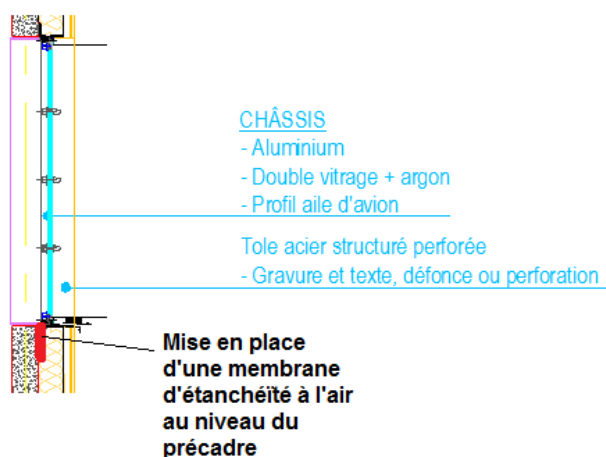 CHÂSSIS
- Aluminium
- Double vitrage + argon
- Profil aile d'avion
Tole acier structuré perforée
- Gravure et texte, défonce ou perforation
Mise en place
d'une membrane
d'étanchéïté à l'air
au niveau du
précadre